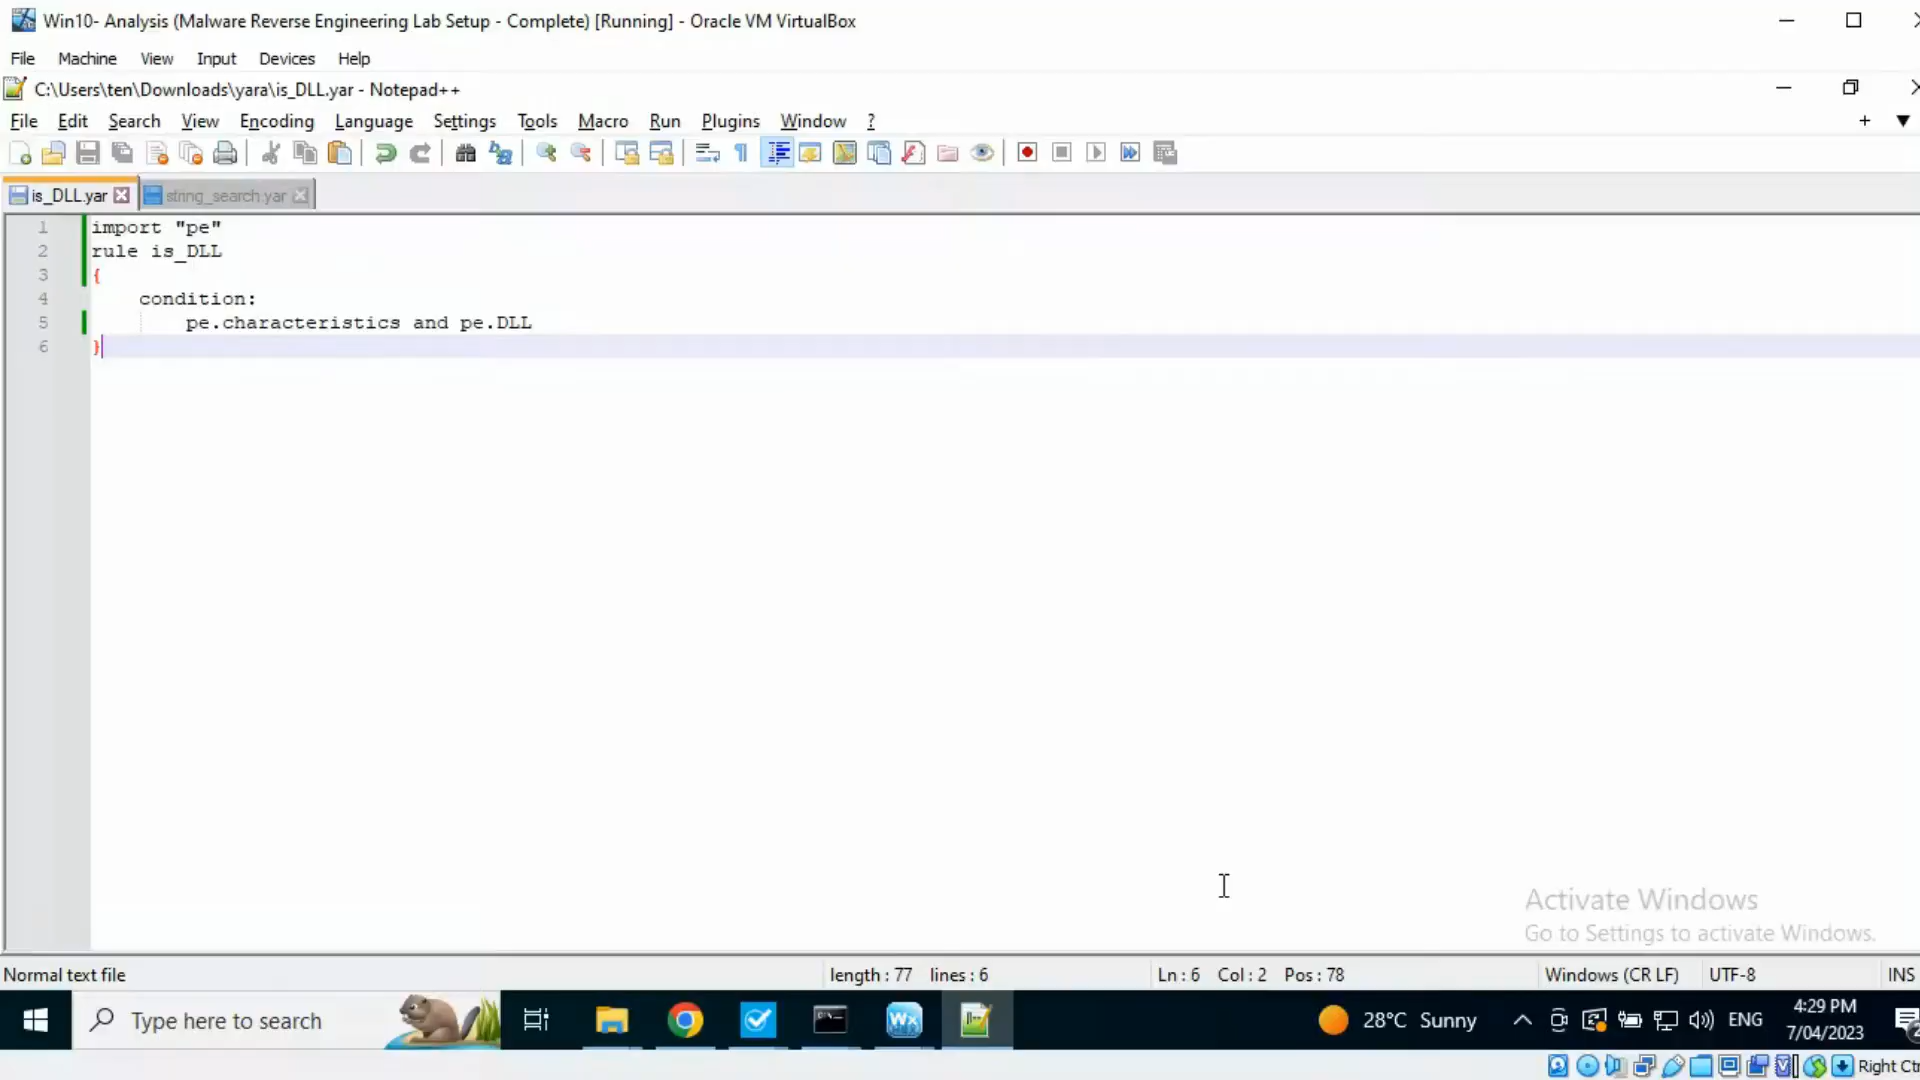 Win10- Analysis (Malware Reverse Engineering Lab Setup - Complete) [Running] - Oracle VM VirtualBox
File Machine View Input Devices Help
C:\Users\ten\Downloads\yara\is_DLL.yar - Notepad++
File Edit Search View Encoding Language Settings Tools Macro Run Plugins Window ?
is_DLL.yar string_search.yar
1 import "pe"
2 rule is_DLL
3 {
4 condition:
5 pe.characteristics and pe.DLL
6 }
Activate Windows
Go to Settings to activate Windows.
Normal text file length : 77 lines : 6 Ln : 6 Col : 2 Pos : 78 Windows (CR LF) UTF-8 INS
Type here to search 28°C Sunny ENG 4:29 PM
7/04/2023
Right Ctr